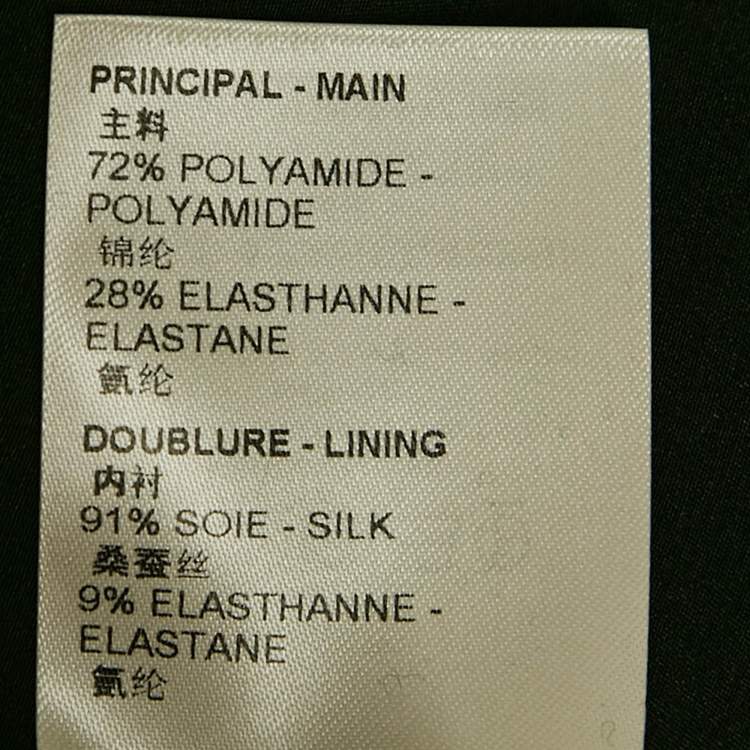 PRINCIPAL - MAIN
主料
72% POLYAMIDE -
POLYAMIDE
锦纶
28% ELASTHANNE -
ELASTANE
氨纶
DOUBLURE - LINING
内衬
91% SOIE - SILK
桑蚕丝
9% ELASTHANNE -
ELASTANE
氨纶